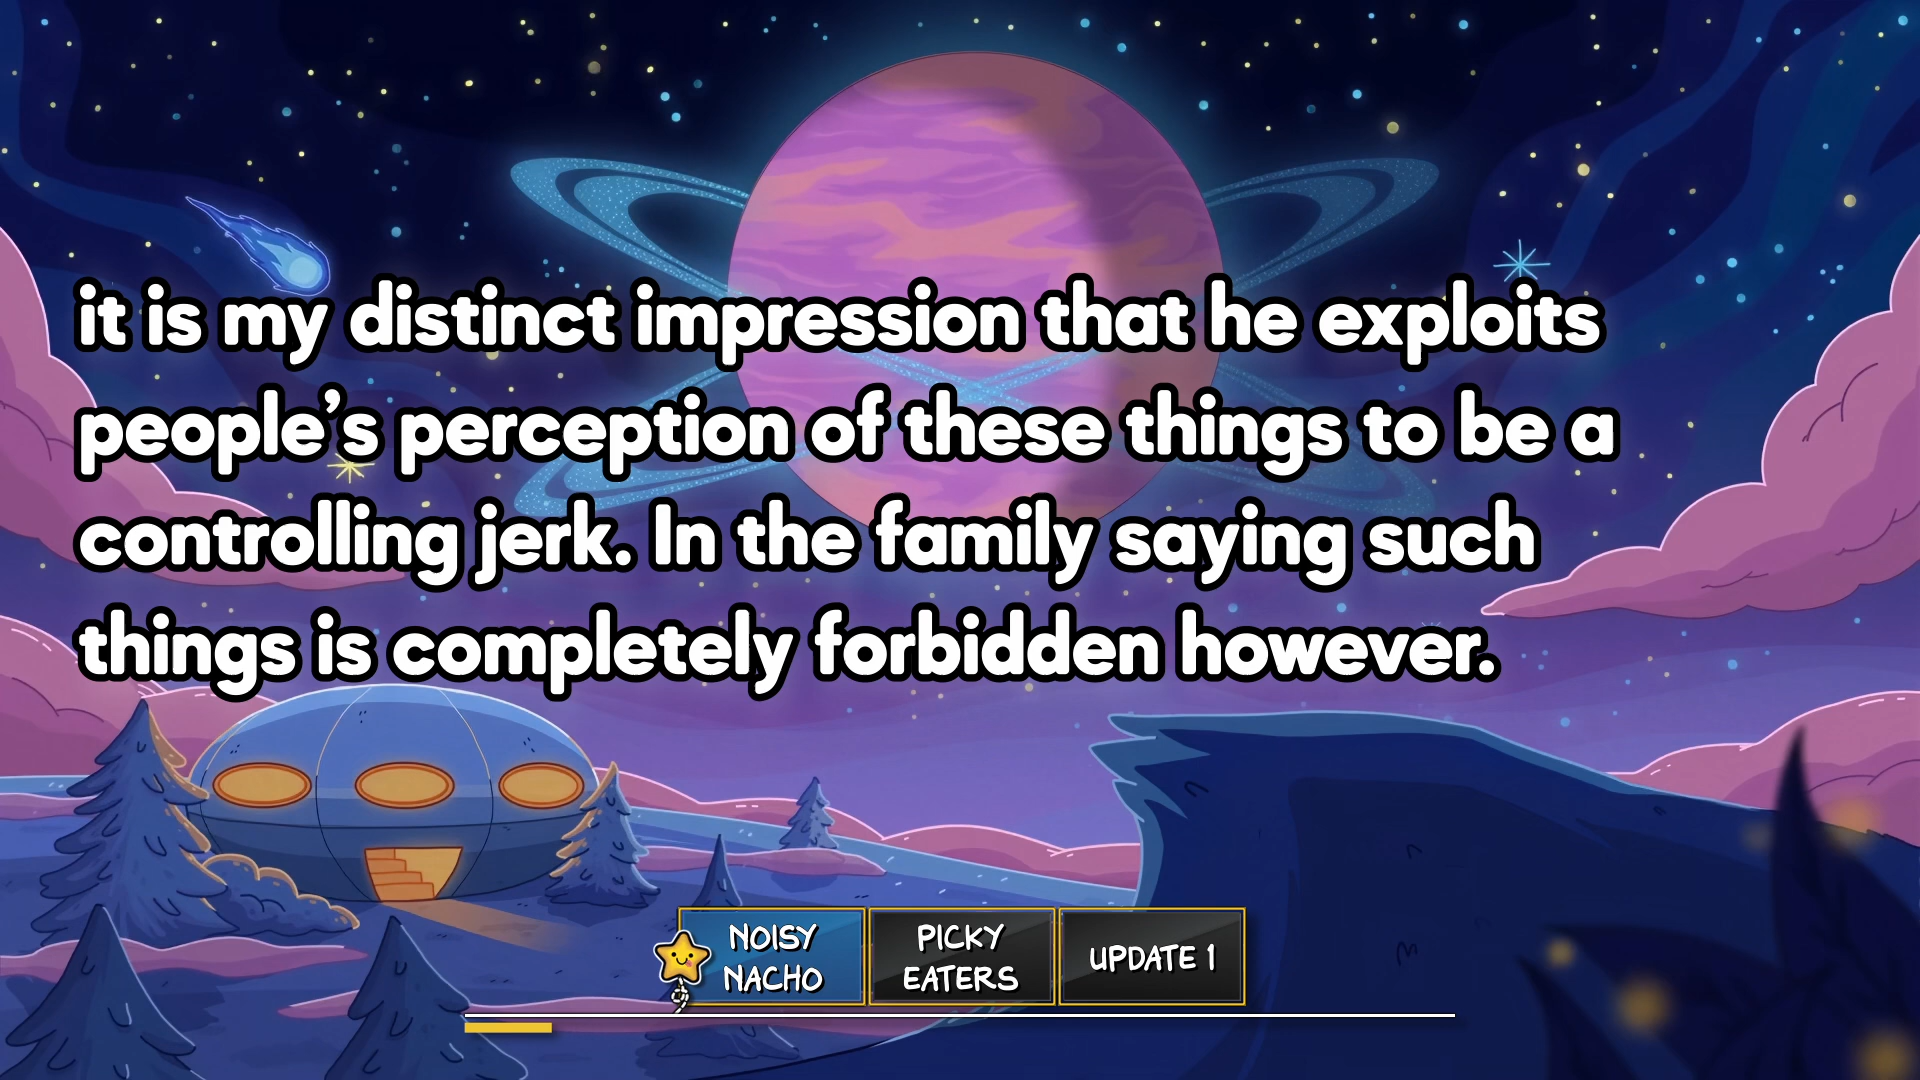 it is my distinct impression that he exploits
people’s perception of these things to be a
controlling jerk. In the family saying such
things is completely forbidden however.
NOISY
NACHO
PICKY
EATERS
UPDATE 1